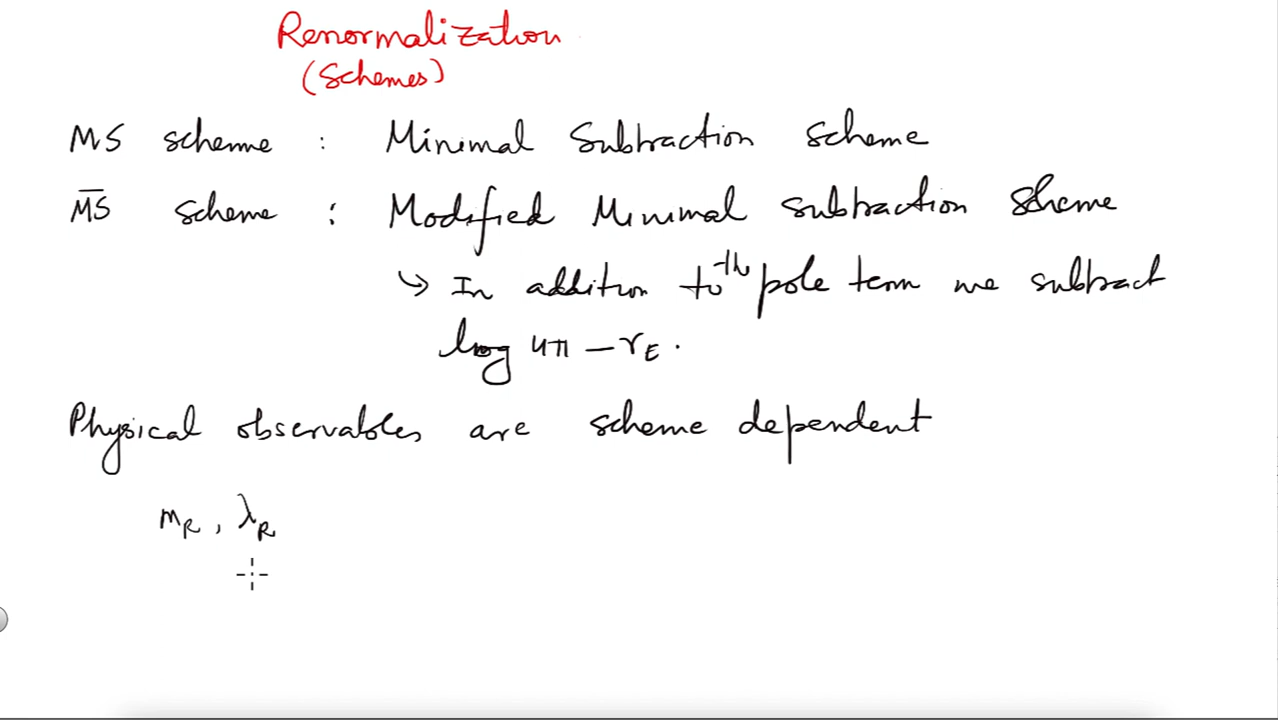 Renormalization
(Schemes)
MS scheme : Minimal Subtraction Scheme
M̅S̅ scheme : Modified Minimal subtraction Sheme
↳ In addition to the pole term we subtract
log 4π – γE .
Physical observables are scheme dependent
mR , λR